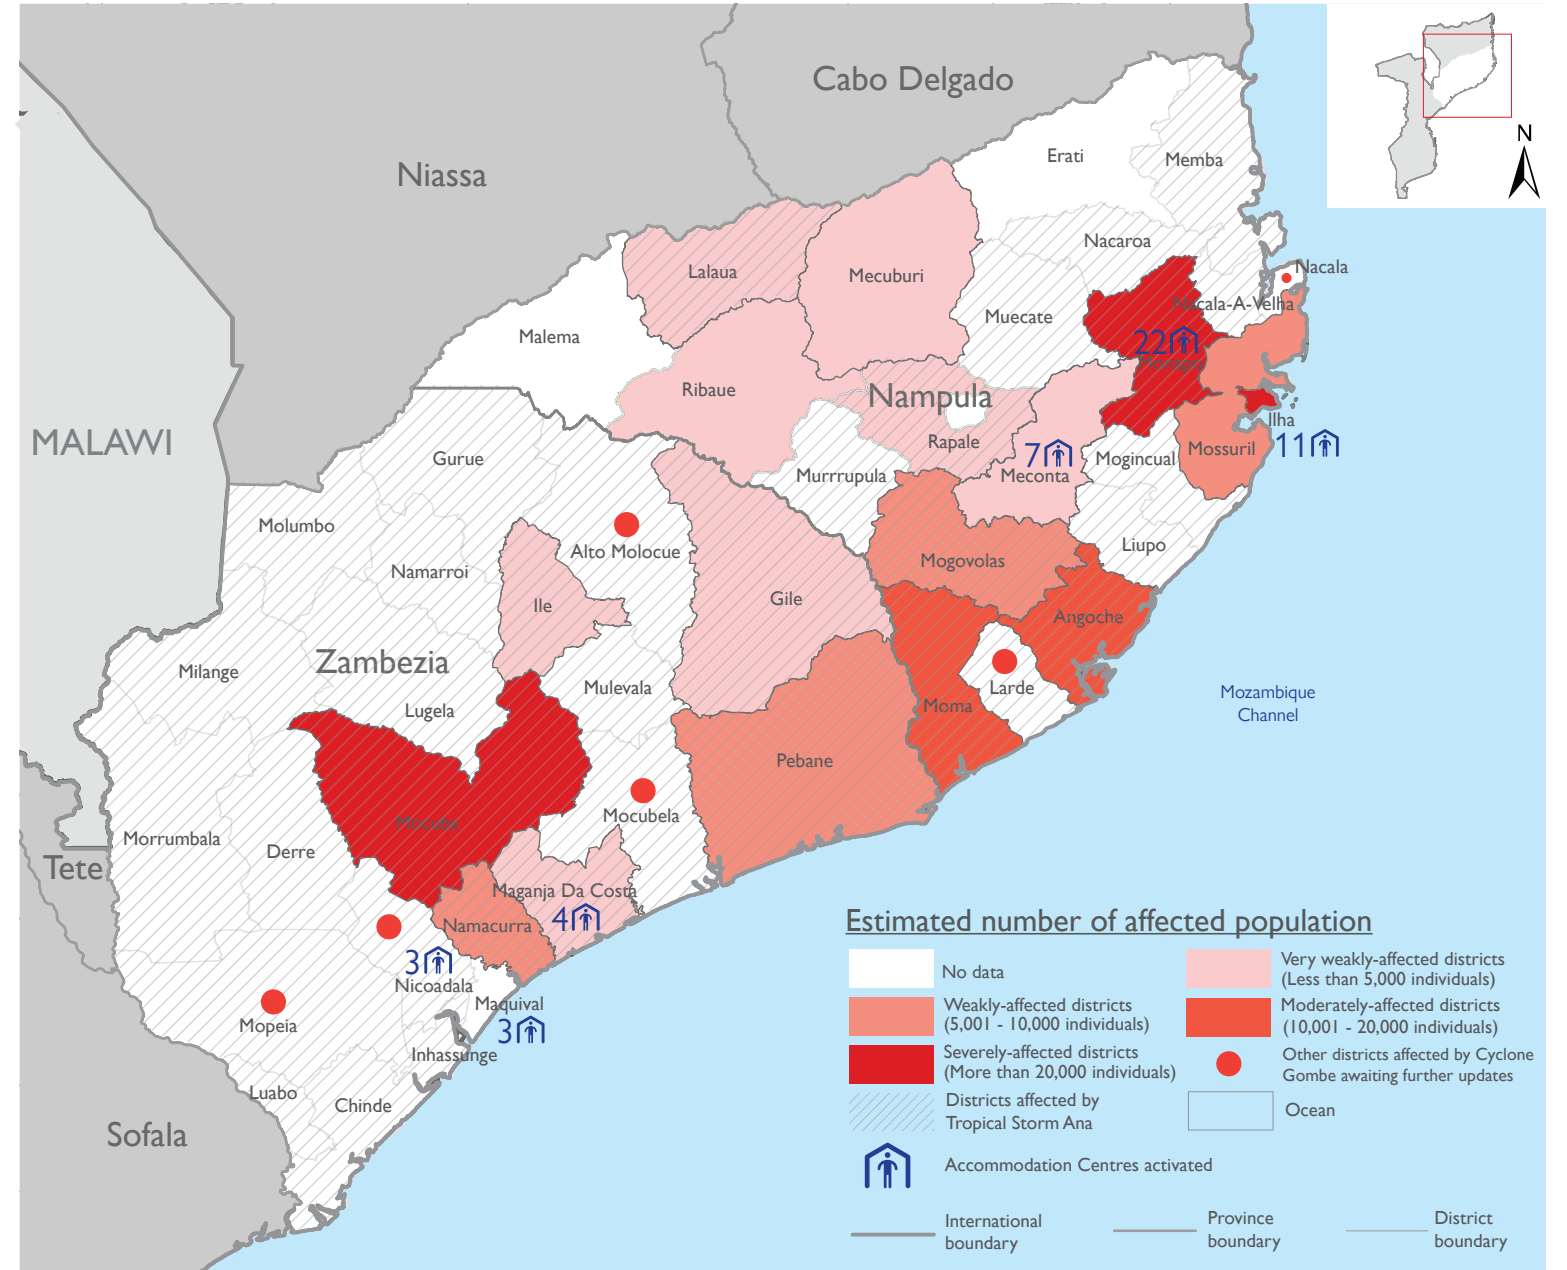 Cabo Delgado
N
Niassa
Erati
Memba
Nacaroa
Lalaua
Mecuburi
Nacala
Nacala-A-Velha
Muecate
Malema
22
Monapo
Ribaue
Nampula
MALAWI
Rapale
Ilha
11
Mossuril
7
Mogincual
Meconta
Gurue
Murrrupula
Molumbo
Alto Molocue
Liupo
Mogovolas
Namarroi
Ile
Gile
Angoche
Zambezia
Milange
Mulevala
Larde
Mozambique
Channel
Lugela
Moma
Pebane
Mocuba
Mocubela
Morrumbala
Derre
Tete
Maganja Da Costa
4
Namacurra
3
Nicoadala
Maquival
3
Mopeia
Inhassunge
Luabo
Chinde
Sofala
Estimated number of affected population
No data
Very weakly-affected districts
(Less than 5,000 individuals)
Weakly-affected districts
(5,001 - 10,000 individuals)
Moderately-affected districts
(10,001 - 20,000 individuals)
Severely-affected districts
(More than 20,000 individuals)
Other districts affected by Cyclone
Gombe awaiting further updates
Districts affected by
Tropical Storm Ana
Ocean
Accommodation Centres activated
International
boundary
Province
boundary
District
boundary